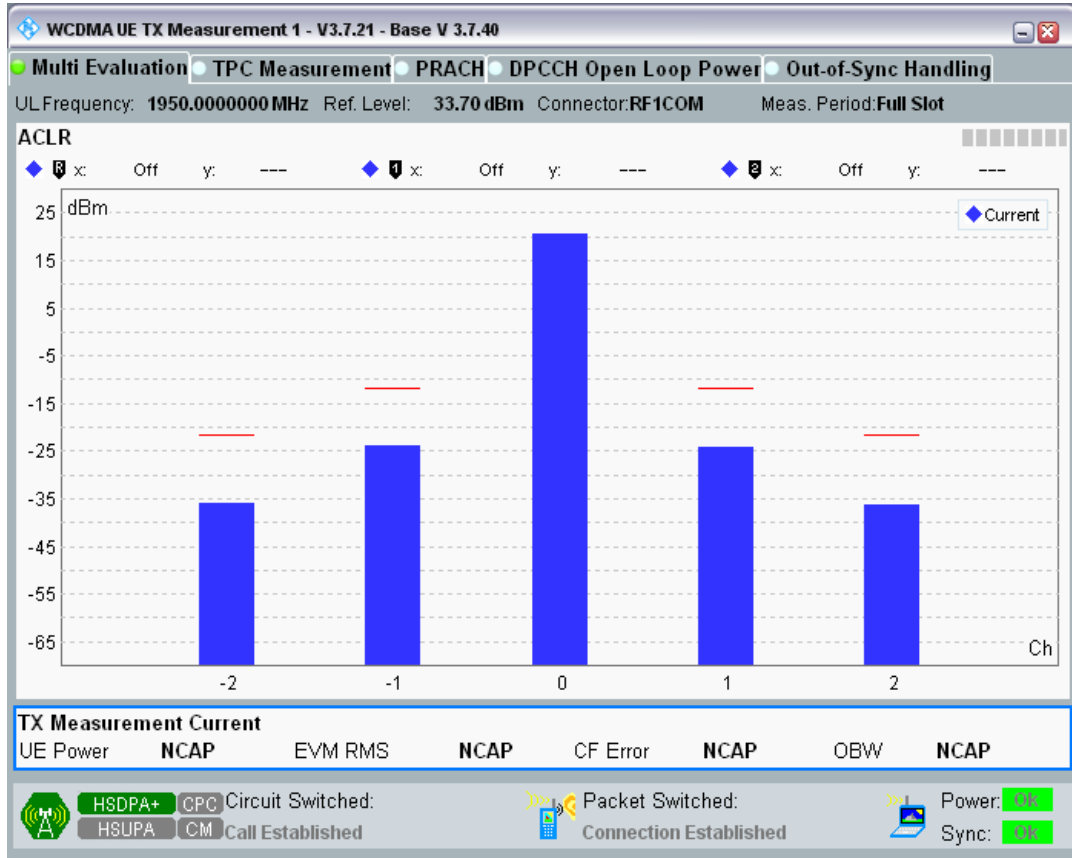 WCDMA UE TX Measurement 1 - V3.7.21 - Base V 3.7.40
Multi Evaluation TPC Measurement PRACH DPCCH Open Loop Power Out-of-Sync Handling
UL Frequency: 1950.0000000 MHz Ref. Level: 33.70 dBm Connector:RF1COM Meas. Period:Full Slot
ACLR
R x: Off y: --- 1 x: Off y: --- 2 x: Off y: ---
dBm
Current
25
15
5
-5
-15
-25
-35
-45
-55
-65
Ch
-2 -1 0 1 2
TX Measurement Current
UE Power NCAP EVM RMS NCAP CF Error NCAP OBW NCAP
HSDPA+ CPC Circuit Switched: Packet Switched: Power: Ok
HSUPA CM Call Established Connection Established Sync: Ok